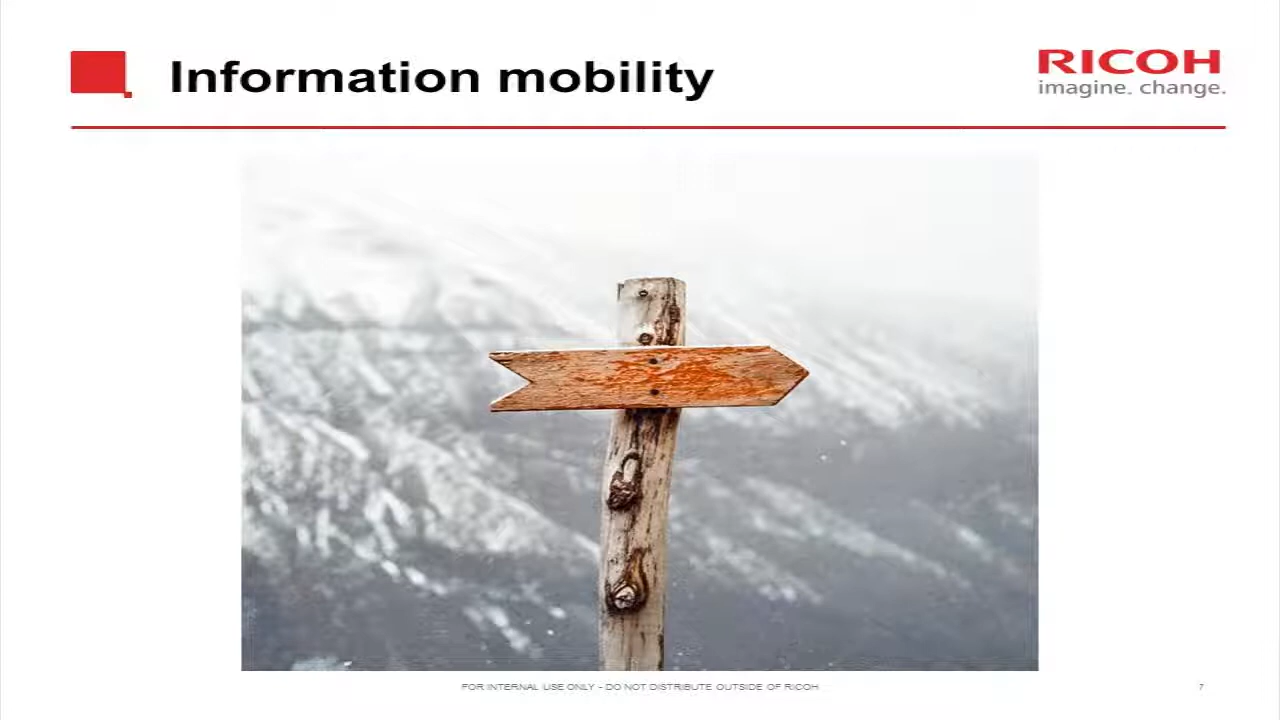 Information mobility
RICOH
imagine. change.
FOR INTERNAL USE ONLY - DO NOT DISTRIBUTE OUTSIDE OF RICOH
7